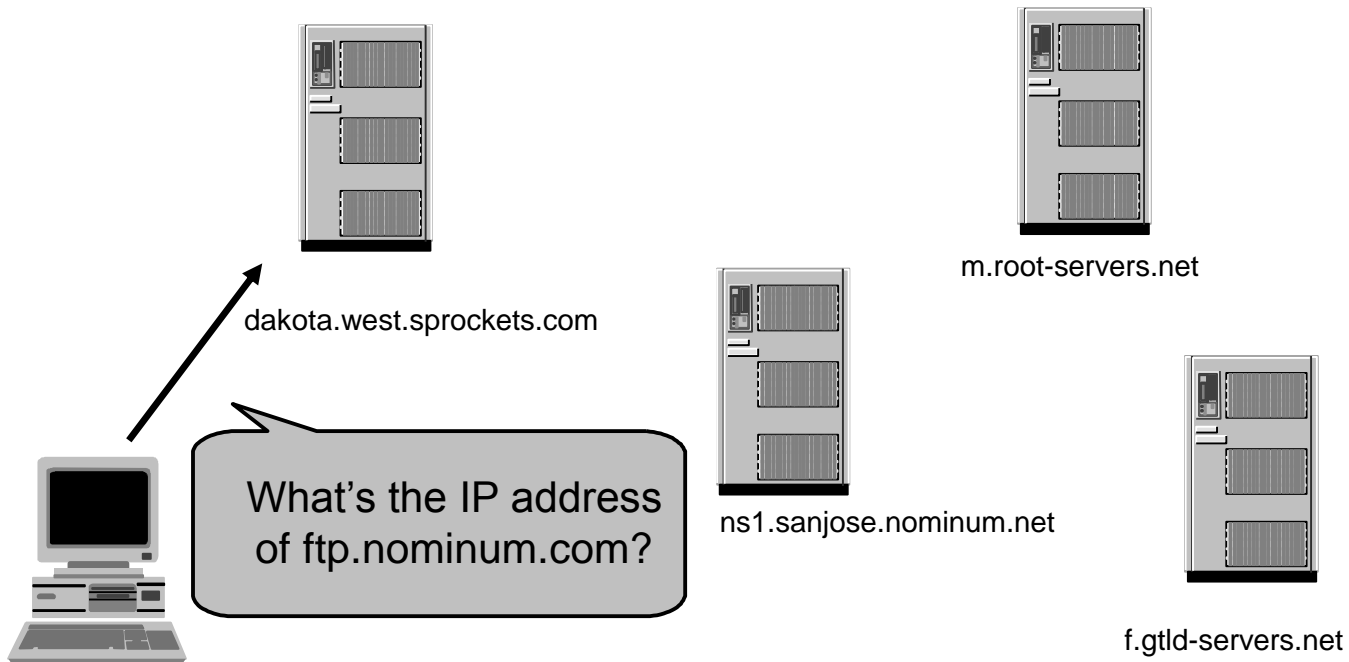 m.root-servers.net
dakota.west.sprockets.com
What’s the IP address
of ftp.nominum.com?
ns1.sanjose.nominum.net
f.gtld-servers.net